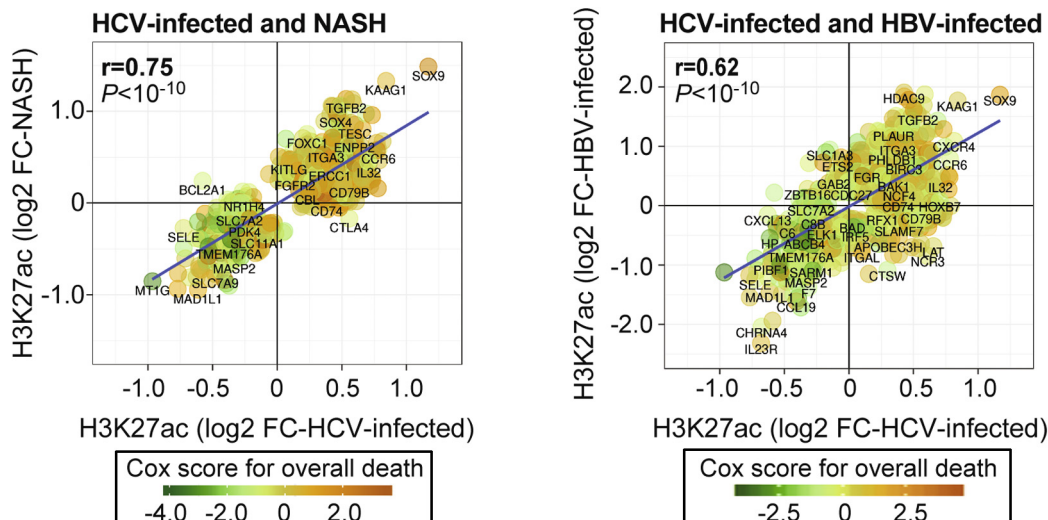 HCV-infected and NASH
r=0.75
P<10-10
SOX9
KAAG1
TGFB2
SOX4
TESC
FOXC1
ENPP2
ITGA3
CCR6
KITLG
ERCC1
IL32
FGFR2
CD79B
CBL
CD74
CTLA4
BCL2A1
NR1H4
SLC7A2
PDK4
SELE
SLC11A1
TMEM176A
MASP2
SLC7A9
MT1G
MAD1L1
1.0
0
-1.0
H3K27ac (log2 FC-NASH)
-1.0 -0.5 0 0.5 1.0
H3K27ac (log2 FC-HCV-infected)
Cox score for overall death
-4.0 -2.0 0 2.0
HCV-infected and HBV-infected
r=0.62
P<10-10
HDAC9
KAAG1
SOX9
TGFB2
PLAUR
ITGA3
CXCR4
SLC1A3
PHLDB1
ETS2
BIRC3
CCR6
FGR
GAB2
BAK1
IL32
ZBTB16
CDC27
NCF4
CD74
HOXB7
SLC7A2
CXCL13
C8B
RFX1
CD79B
BAD
C6
ELK1
IRF5
SLAMF7
HP
ABCB4
APOBEC3H
LAT
TMEM176A
ITGAL
NCR3
PIBF1
SARM1
CTSW
SELE
MASP2
MAD1L1
F7
CCL19
CHRNA4
IL23R
2.0
1.0
0
-1.0
-2.0
H3K27ac (log2 FC-HBV-infected)
-1.0 -0.5 0 0.5 1.0
H3K27ac (log2 FC-HCV-infected)
Cox score for overall death
-2.5 0 2.5